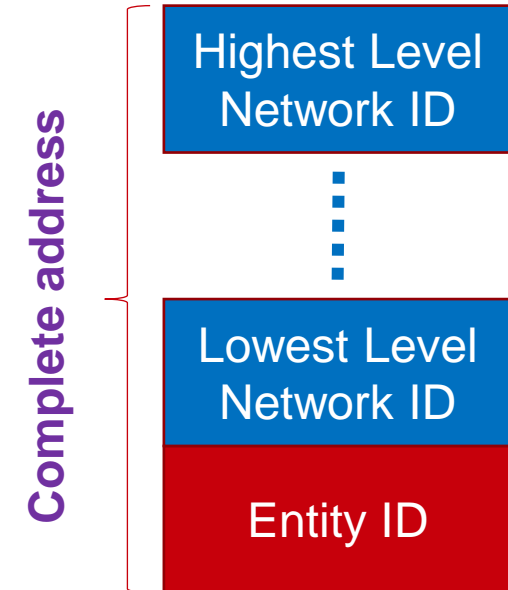 Complete address
Highest Level
Network ID
Lowest Level
Network ID
Entity ID